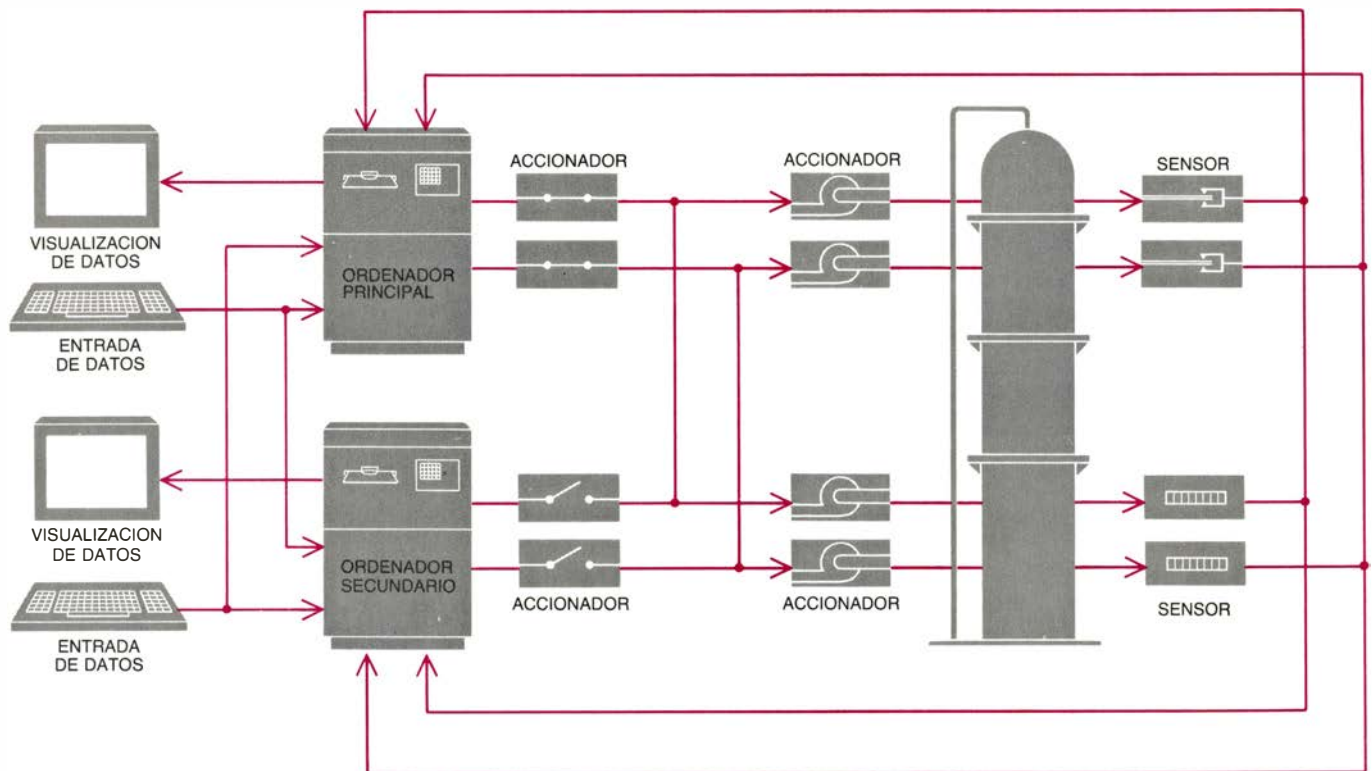 ACCIONADOR
ACCIONADOR
SENSOR
VISUALIZACION
DE DATOS
ORDENADOR
PRINCIPAL
ENTRADA
DE DATOS
VISUALIZACION
DE DATOS
ORDENADOR
SECUNDARIO
ACCIONADOR
ACCIONADOR
SENSOR
ENTRADA
DE DATOS